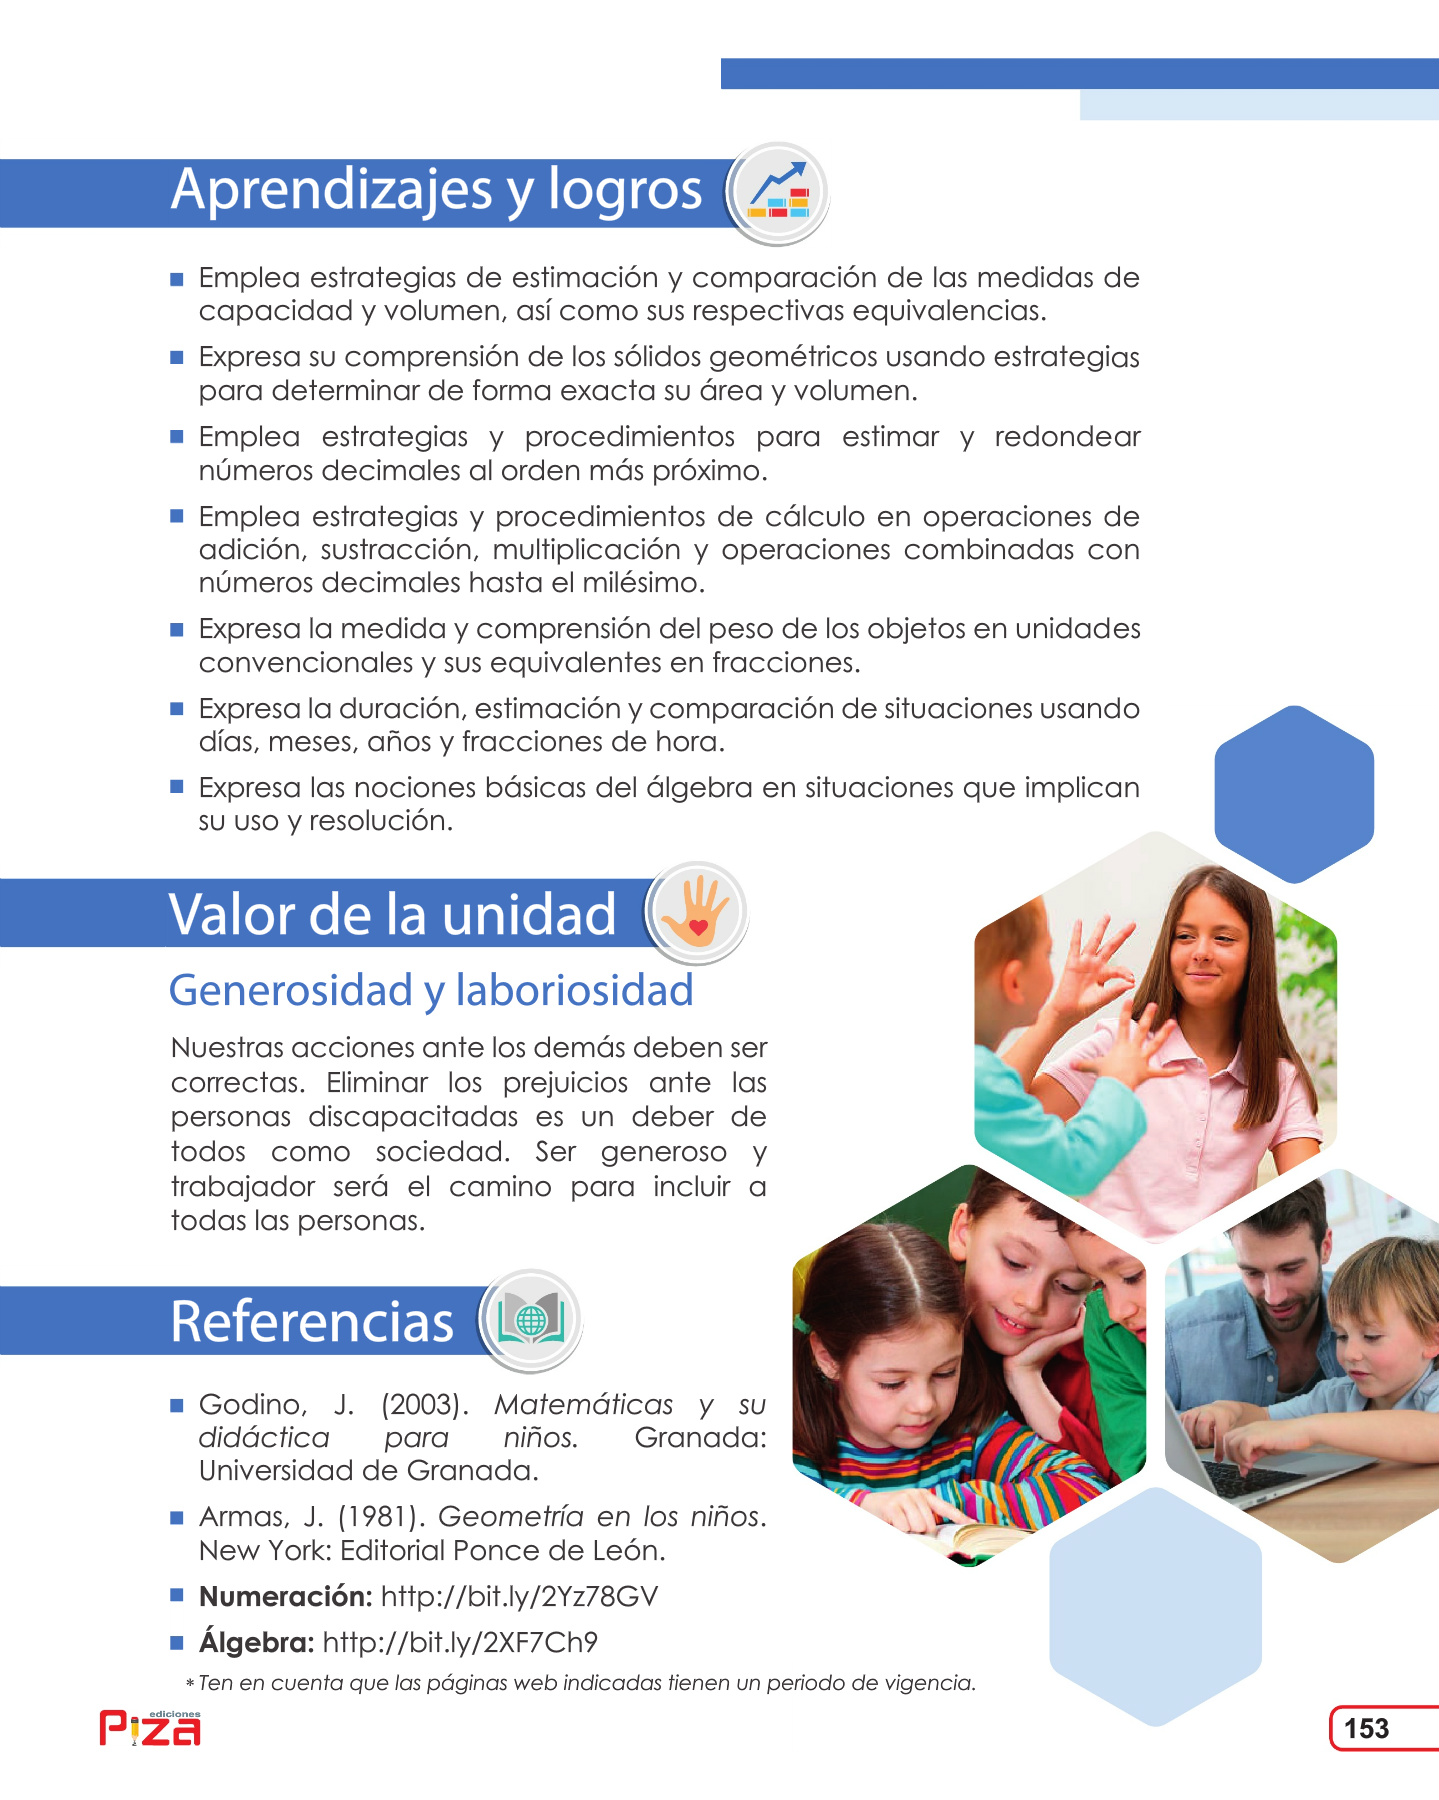 Aprendizajes y logros
Emplea estrategias de estimación y comparación de las medidas de
capacidad y volumen, así como sus respectivas equivalencias.
Expresa su comprensión de los sólidos geométricos usando estrategias
para determinar de forma exacta su área y volumen.
Emplea estrategias y procedimientos para estimar y redondear
números decimales al orden más próximo.
Emplea estrategias y procedimientos de cálculo en operaciones de
adición, sustracción, multiplicación y operaciones combinadas con
números decimales hasta el milésimo.
Expresa la medida y comprensión del peso de los objetos en unidades
convencionales y sus equivalentes en fracciones.
Expresa la duración, estimación y comparación de situaciones usando
días, meses, años y fracciones de hora.
Expresa las nociones básicas del álgebra en situaciones que implican
su uso y resolución.
Valor de la unidad
Generosidad y laboriosidad
Nuestras acciones ante los demás deben ser
correctas. Eliminar los prejuicios ante las
personas discapacitadas es un deber de
todos como sociedad. Ser generoso y
trabajador será el camino para incluir a
todas las personas.
Referencias
Godino, J. (2003). Matemáticas y su
didáctica para niños. Granada:
Universidad de Granada.
Armas, J. (1981). Geometría en los niños.
New York: Editorial Ponce de León.
Numeración: http://bit.ly/2Yz78GV
Álgebra: http://bit.ly/2XF7Ch9
* Ten en cuenta que las páginas web indicadas tienen un periodo de vigencia.
ediciones
Piza
153